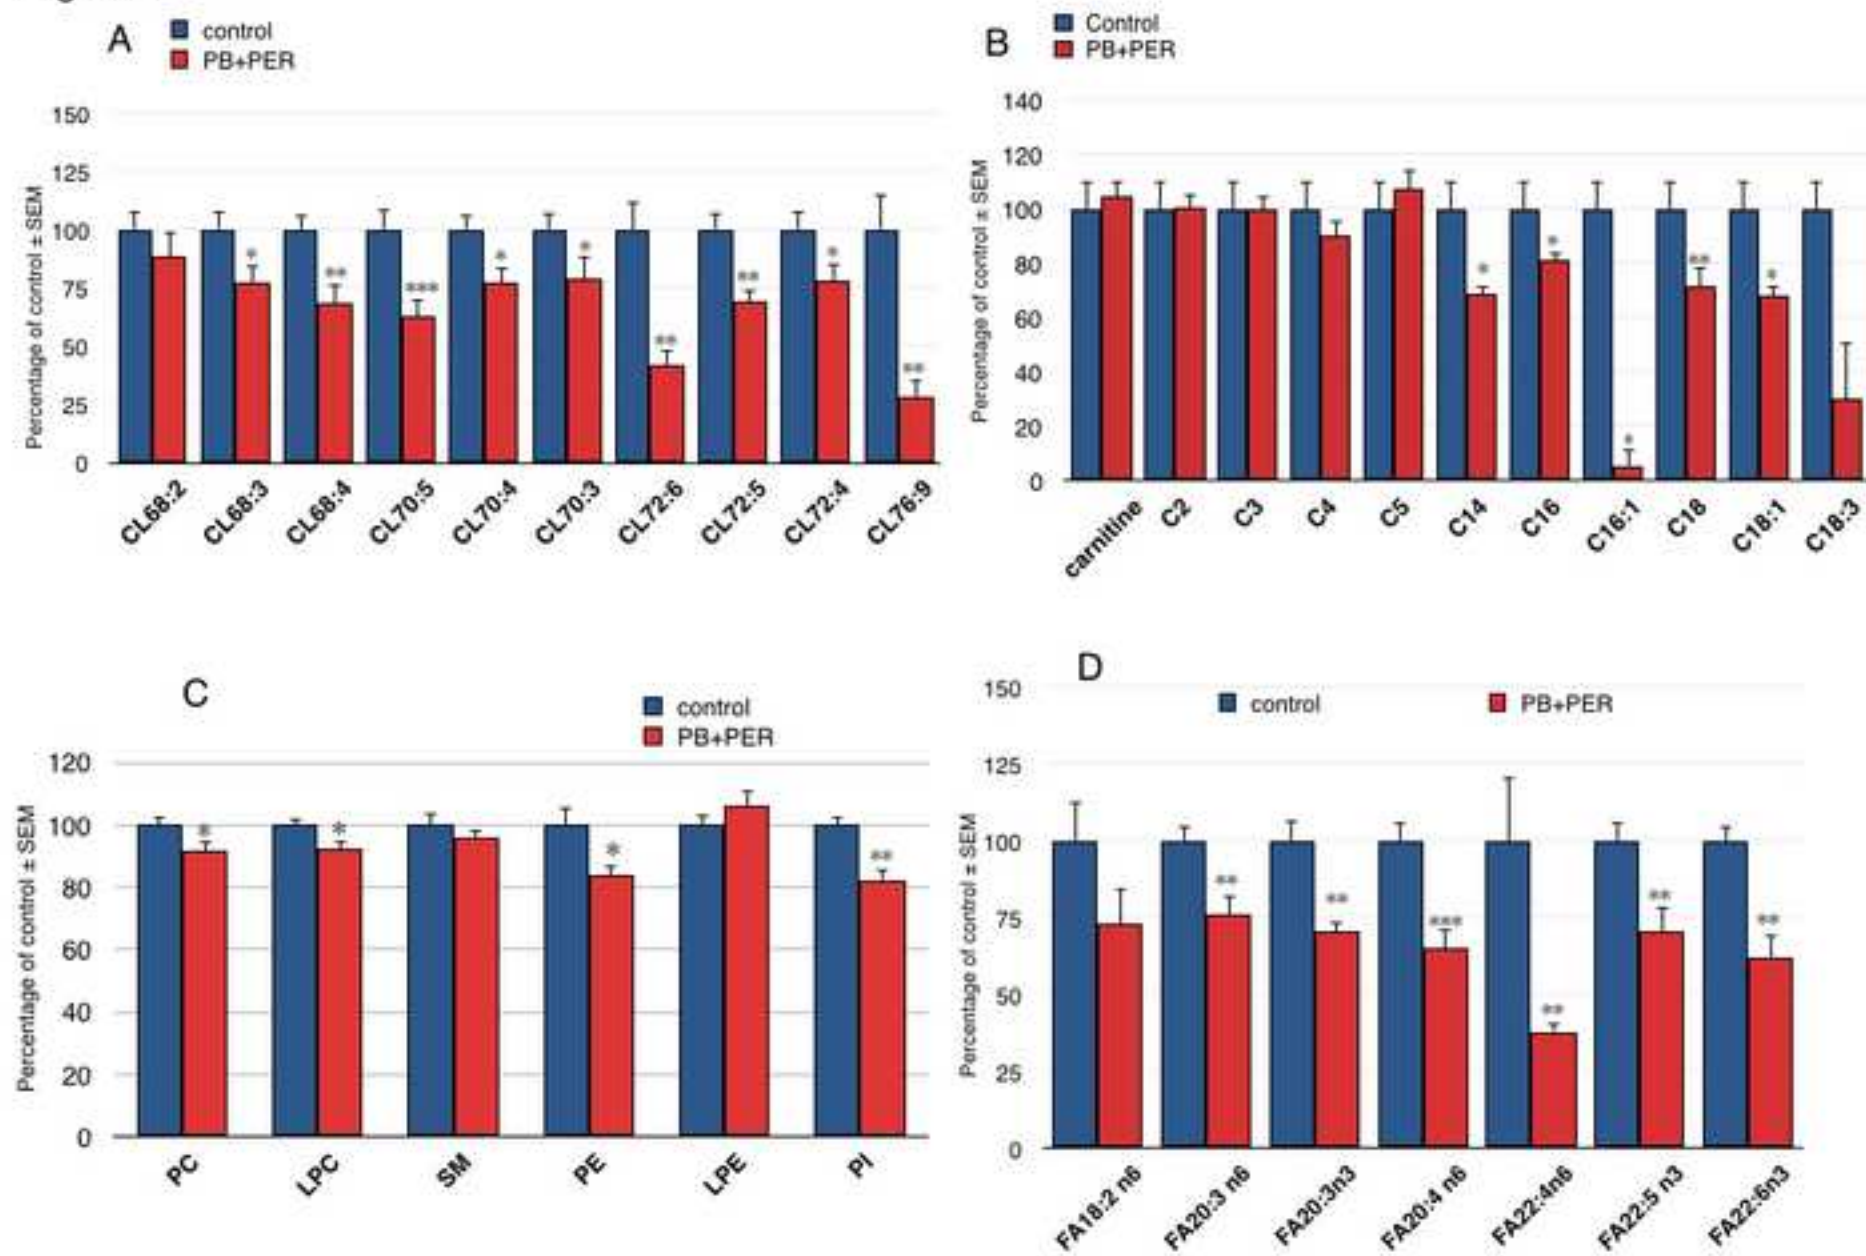 A
control
PB+PER
150
125
100
75
50
25
0
Percentage of control ± SEM
*
**
***
*
*
**
**
*
**
CL68:2
CL68:3
CL68:4
CL70:5
CL70:4
CL70:3
CL72:6
CL72:5
CL72:4
CL76:9
B
Control
PB+PER
140
120
100
80
60
40
20
0
Percentage of control ± SEM
*
*
*
**
*
carnitine
C2
C3
C4
C5
C14
C16
C16:1
C18
C18:1
C18:3
C
control
PB+PER
120
100
80
60
40
20
0
Percentage of control ± SEM
*
*
*
**
PC
LPC
SM
PE
LPE
PI
D
control
PB+PER
150
125
100
75
50
25
0
Percentage of control ± SEM
**
**
***
**
**
**
FA18:2 n6
FA20:3 n6
FA20:3n3
FA20:4 n6
FA22:4n6
FA22:5 n3
FA22:6n3